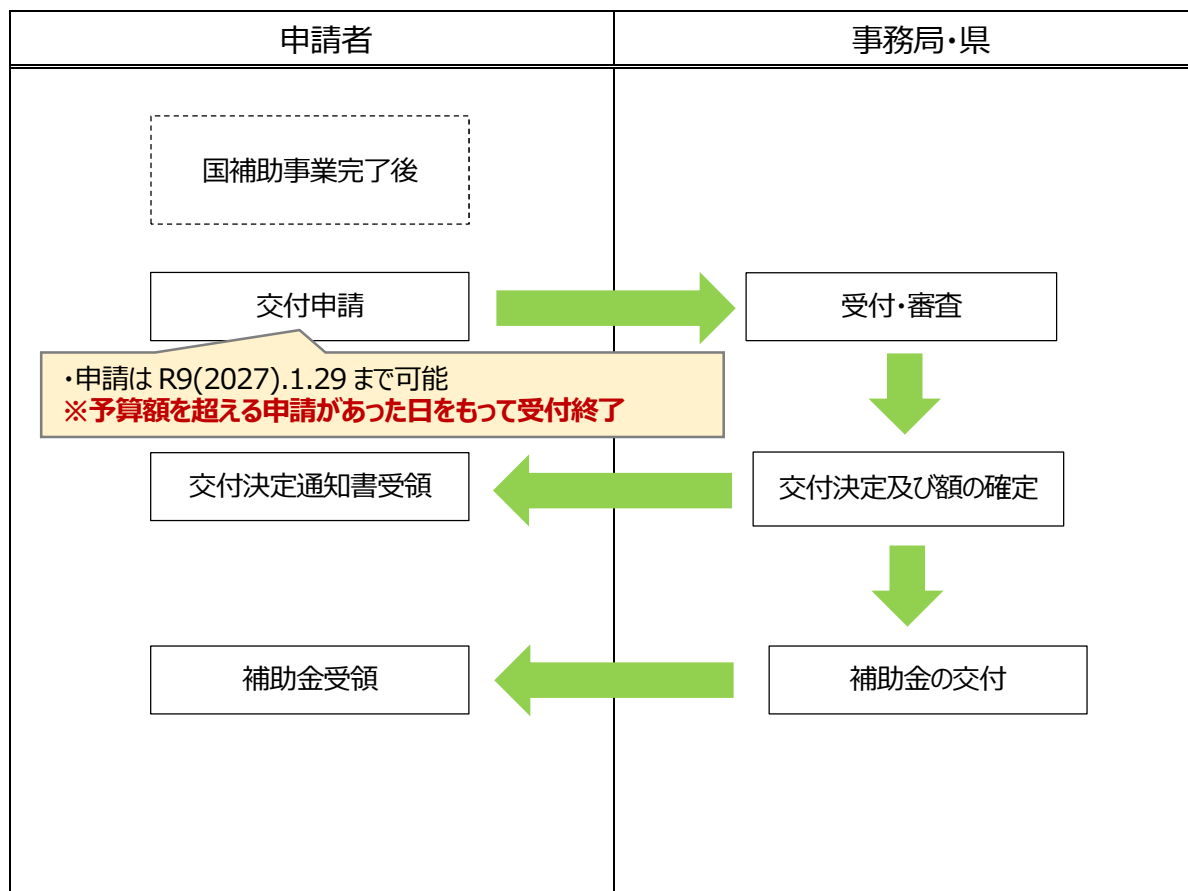 申請者
事務局・県
国補助事業完了後
交付申請
受付・審査
・申請は R9(2027).1.29 まで可能
※予算額を超える申請があった日をもって受付終了
交付決定通知書受領
交付決定及び額の確定
補助金受領
補助金の交付